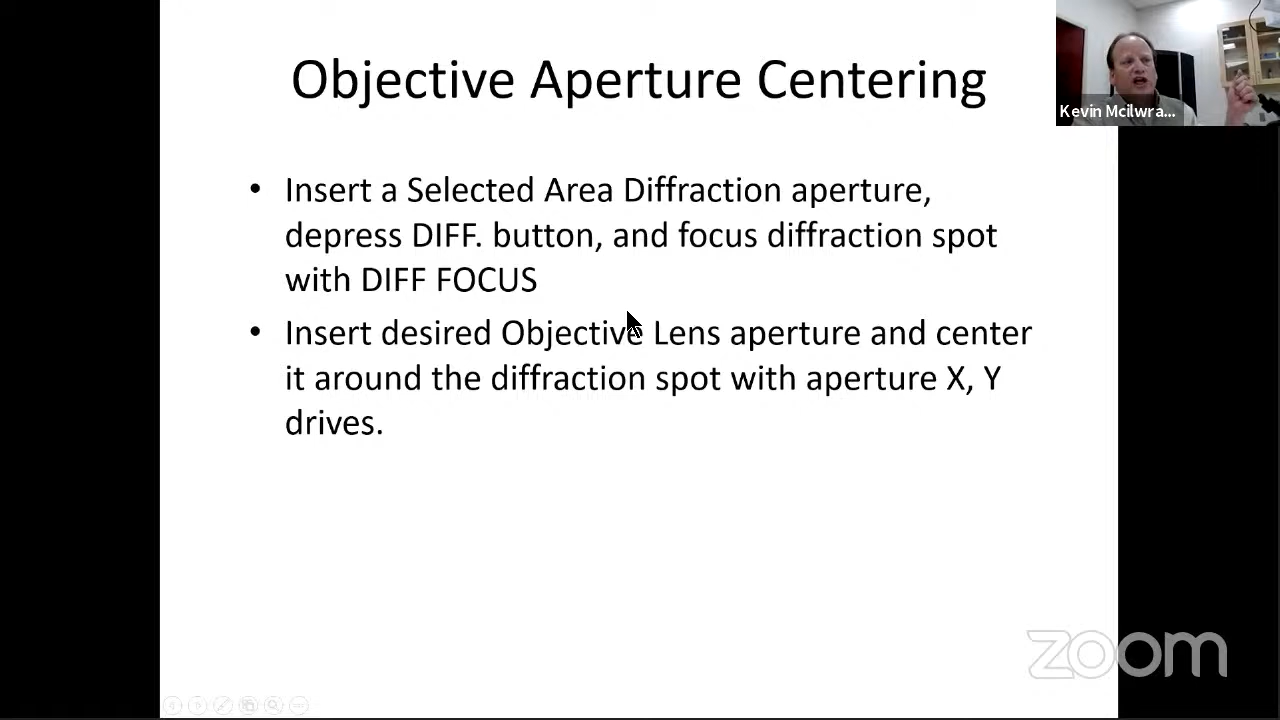 Objective Aperture Centering
Kevin Mcilwra...
• Insert a Selected Area Diffraction aperture,
depress DIFF. button, and focus diffraction spot
with DIFF FOCUS
• Insert desired Objective Lens aperture and center
it around the diffraction spot with aperture X, Y
drives.
zoom